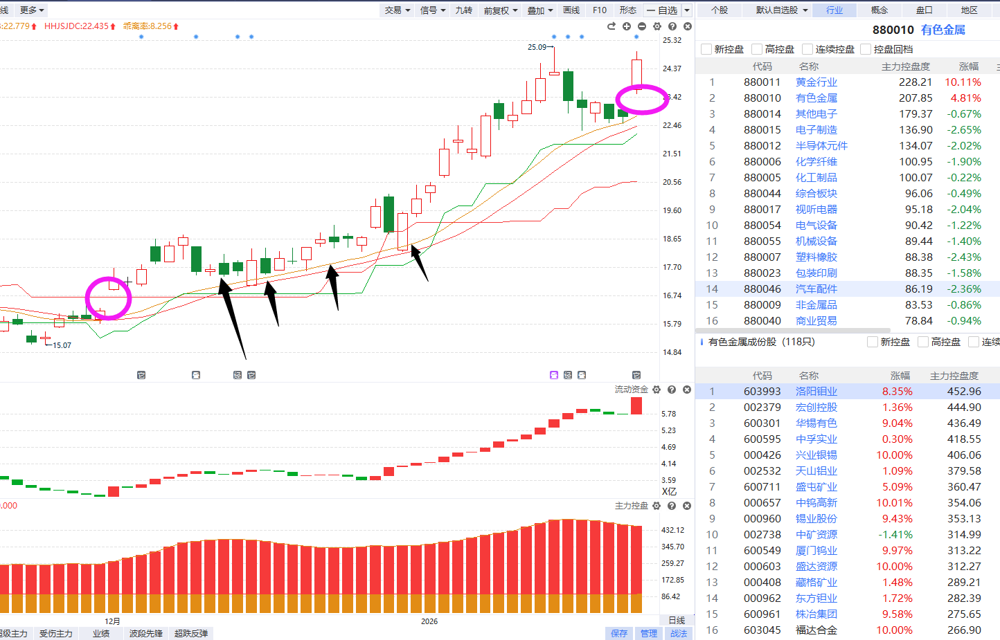 线 更多 交易 信号 九转 前复权 叠加 画线 F10 形态 一 自选
:22.779 HHJSJDC:22.435 乖离率:8.256
25.32
25.09
24.37
23.42
22.46
21.51
20.56
19.60
18.65
17.70
16.74
15.79
15.07
14.84
它 重 经 它 重 经 重 它
流动资金
5.78
5.23
4.69
4.14
3.59
X亿
.000
主力控盘
432.12
345.70
259.27
172.85
86.42
12月 2026 日线
超级主力 受伤主力 业绩 波段先锋 超跌反弹 保存 管理 战法
个股 默认自选股 行业 概念 盘口 地区
880010 有色金属
新控盘 高控盘 连续控盘 控盘回档
代码 名称 主力控盘度 涨幅 主
1 880011 黄金行业 228.21 10.11%
2 880010 有色金属 207.85 4.81%
3 880014 其他电子 179.37 -0.67%
4 880015 电子制造 136.90 -2.65%
5 880012 半导体元件 134.07 -2.02%
6 880006 化学纤维 100.95 -1.90%
7 880005 化工制品 100.07 -0.22%
8 880044 综合板块 96.06 -0.49%
9 880017 视听电器 95.18 -2.04%
10 880054 电气设备 90.42 -1.22%
11 880055 机械设备 89.44 -1.40%
12 880007 塑料橡胶 88.38 -2.43%
13 880023 包装印刷 88.35 -1.58%
14 880046 汽车配件 86.19 -2.36%
15 880009 非金属品 83.53 -0.86%
16 880040 商业贸易 78.84 -0.94%
有色金属成份股（118只） 新控盘 高控盘 连续
代码 名称 涨幅 主力控盘度
1 603993 洛阳钼业 8.35% 452.96
2 002379 宏创控股 1.36% 444.90
3 600301 华锡有色 9.04% 436.49
4 600595 中孚实业 0.30% 418.55
5 000426 兴业银锡 10.00% 406.06
6 002532 天山铝业 1.09% 379.58
7 600711 盛屯矿业 5.09% 360.47
8 000657 中钨高新 10.01% 354.06
9 000960 锡业股份 9.43% 353.13
10 002738 中矿资源 -1.41% 314.99
11 600549 厦门钨业 9.97% 313.22
12 000603 盛达资源 10.00% 312.27
13 000408 藏格矿业 1.48% 289.21
14 000962 东方钽业 1.72% 282.39
15 600961 株冶集团 9.58% 275.65
16 603045 福达合金 10.00% 266.90